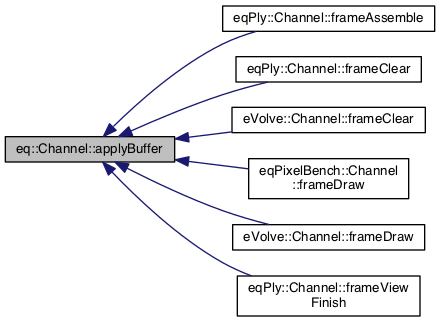 eqPly::Channel::frameAssemble
eqPly::Channel::frameClear
eVolve::Channel::frameClear
eq::Channel::applyBuffer
eqPixelBench::Channel
::frameDraw
eVolve::Channel::frameDraw
eqPly::Channel::frameView
Finish